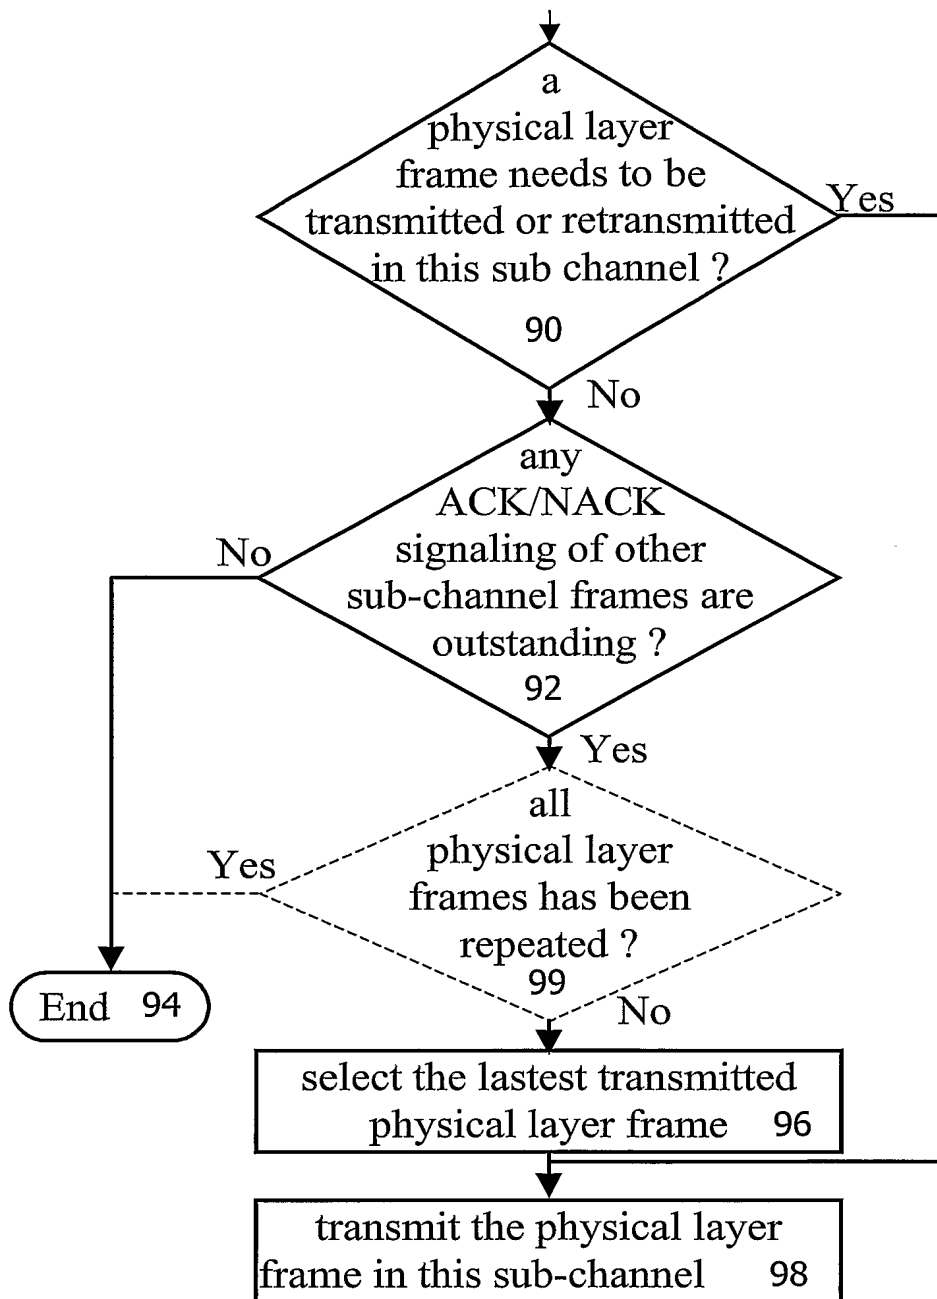 a
physical layer
frame needs to be
transmitted or retransmitted
in this sub channel ?
90
Yes
No
any
ACK/NACK
signaling of other
sub-channel frames are
outstanding ?
92
No
Yes
all
physical layer
frames has been
repeated ?
99
Yes
No
End 94
select the lastest transmitted
physical layer frame 96
transmit the physical layer
frame in this sub-channel 98